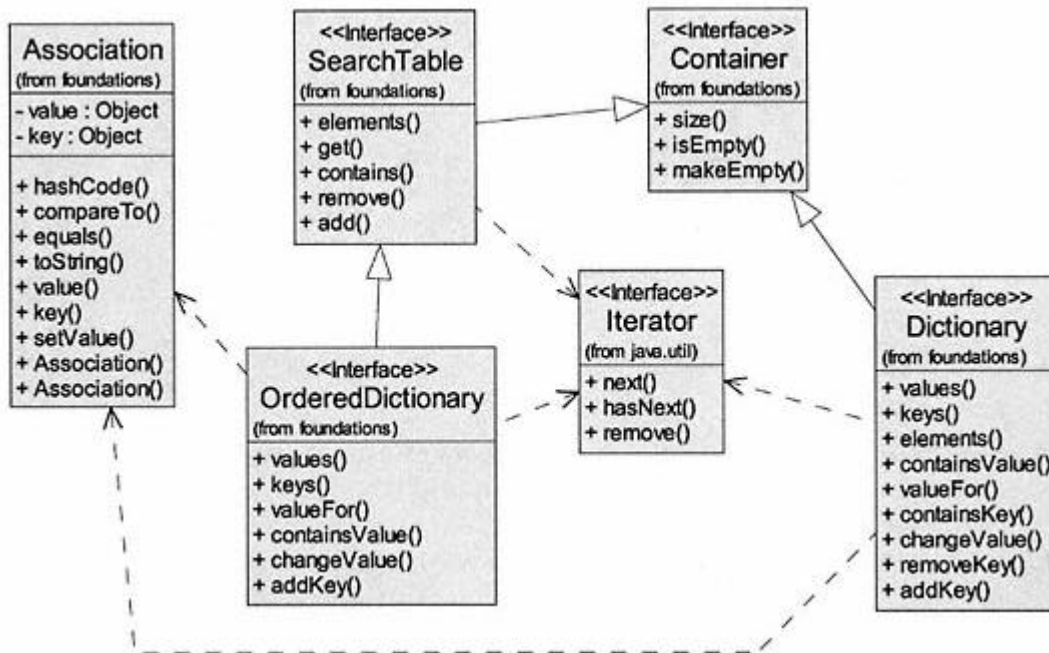 Association
(from foundations)
- value : Object
- key : Object
+ hashCode()
+ compareTo()
+ equals()
+ toString()
+ value()
+ key()
+ setValue()
+ Association()
+ Association()
<<Interface>>
SearchTable
(from foundations)
+ elements()
+ get()
+ contains()
+ remove()
+ add()
<<Interface>>
Container
(from foundations)
+ size()
+ isEmpty()
+ makeEmpty()
<<Interface>>
OrderedDictionary
(from foundations)
+ values()
+ keys()
+ valueFor()
+ containsValue()
+ changeValue()
+ addKey()
<<Interface>>
Iterator
(from java.util)
+ next()
+ hasNext()
+ remove()
<<Interface>>
Dictionary
(from foundations)
+ values()
+ keys()
+ elements()
+ containsValue()
+ valueFor()
+ containsKey()
+ changeValue()
+ removeKey()
+ addKey()